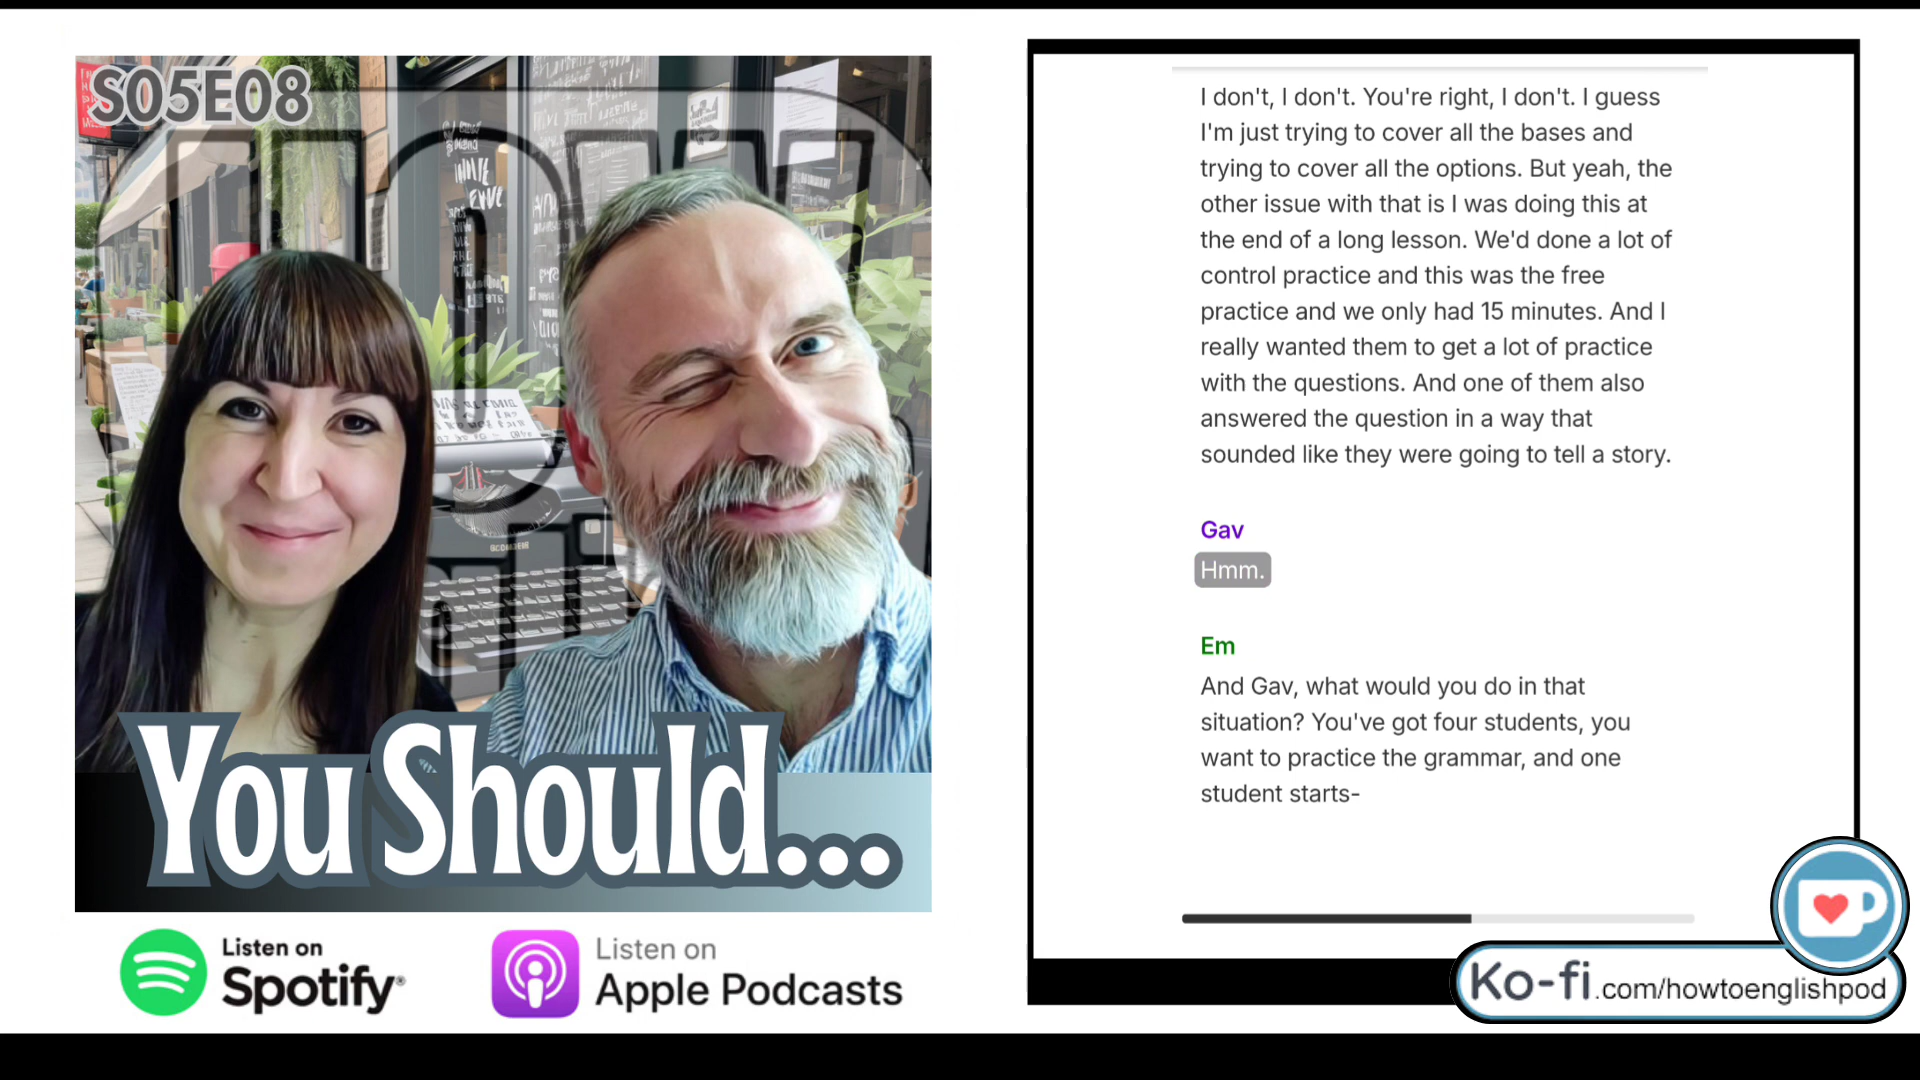 S05E08
You Should...
Listen on
Spotify®
Listen on
Apple Podcasts
I don't, I don't. You're right, I don't. I guess
I'm just trying to cover all the bases and
trying to cover all the options. But yeah, the
other issue with that is I was doing this at
the end of a long lesson. We'd done a lot of
control practice and this was the free
practice and we only had 15 minutes. And I
really wanted them to get a lot of practice
with the questions. And one of them also
answered the question in a way that
sounded like they were going to tell a story.
Gav
Hmm.
Em
And Gav, what would you do in that
situation? You've got four students, you
want to practice the grammar, and one
student starts-
Ko-fi.com/howtoenglishpod